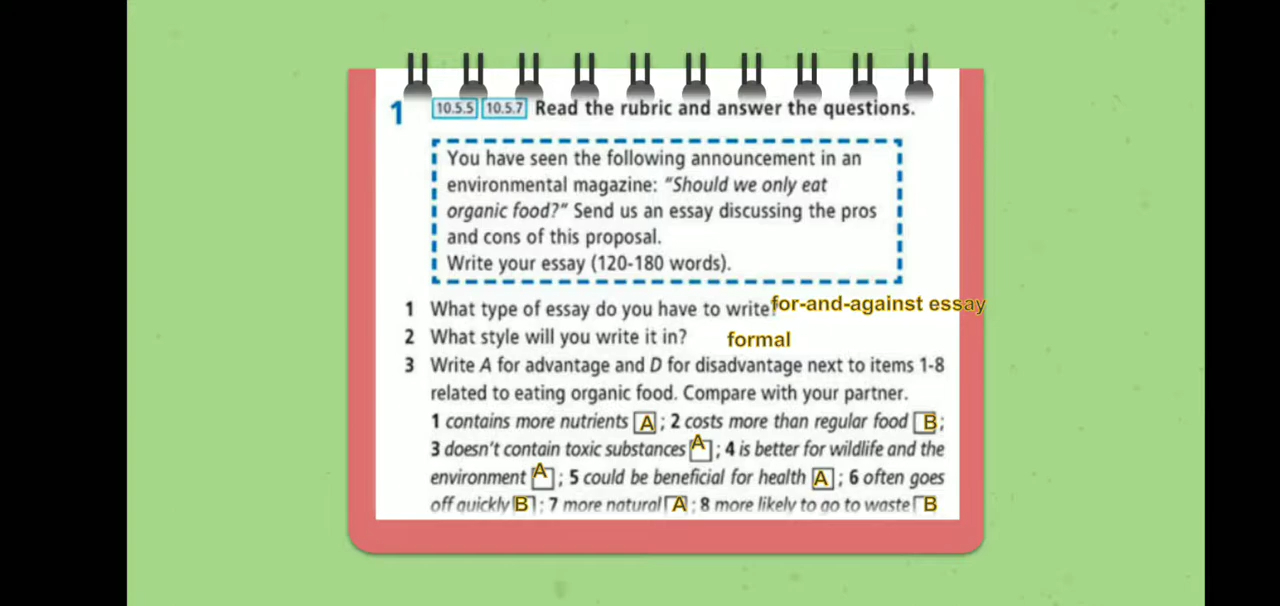 1 10.5.5 10.5.7 Read the rubric and answer the questions.
You have seen the following announcement in an
environmental magazine: "Should we only eat
organic food?" Send us an essay discussing the pros
and cons of this proposal.
Write your essay (120-180 words).
1 What type of essay do you have to write? for-and-against essay
2 What style will you write it in? formal
3 Write A for advantage and D for disadvantage next to items 1-8
related to eating organic food. Compare with your partner.
1 contains more nutrients A ; 2 costs more than regular food B ;
3 doesn't contain toxic substances A ; 4 is better for wildlife and the
environment A ; 5 could be beneficial for health A ; 6 often goes
off quickly B ; 7 more natural A ; 8 more likely to go to waste B